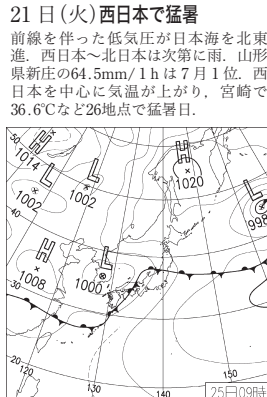 21日(火)西日本で猛暑
前線を伴った低気圧が日本海を北東
進．西日本～北日本は次第に雨．山形
県新庄の64.5mm/1hは7月1位．西
日本を中心に気温が上がり，宮崎で
36.6℃など26地点で猛暑日．
50
H
1014
L
1002
L
1002
H
1020
L
998
40
H
1008
L
1000
30
20
120
130
140
150
25日09時